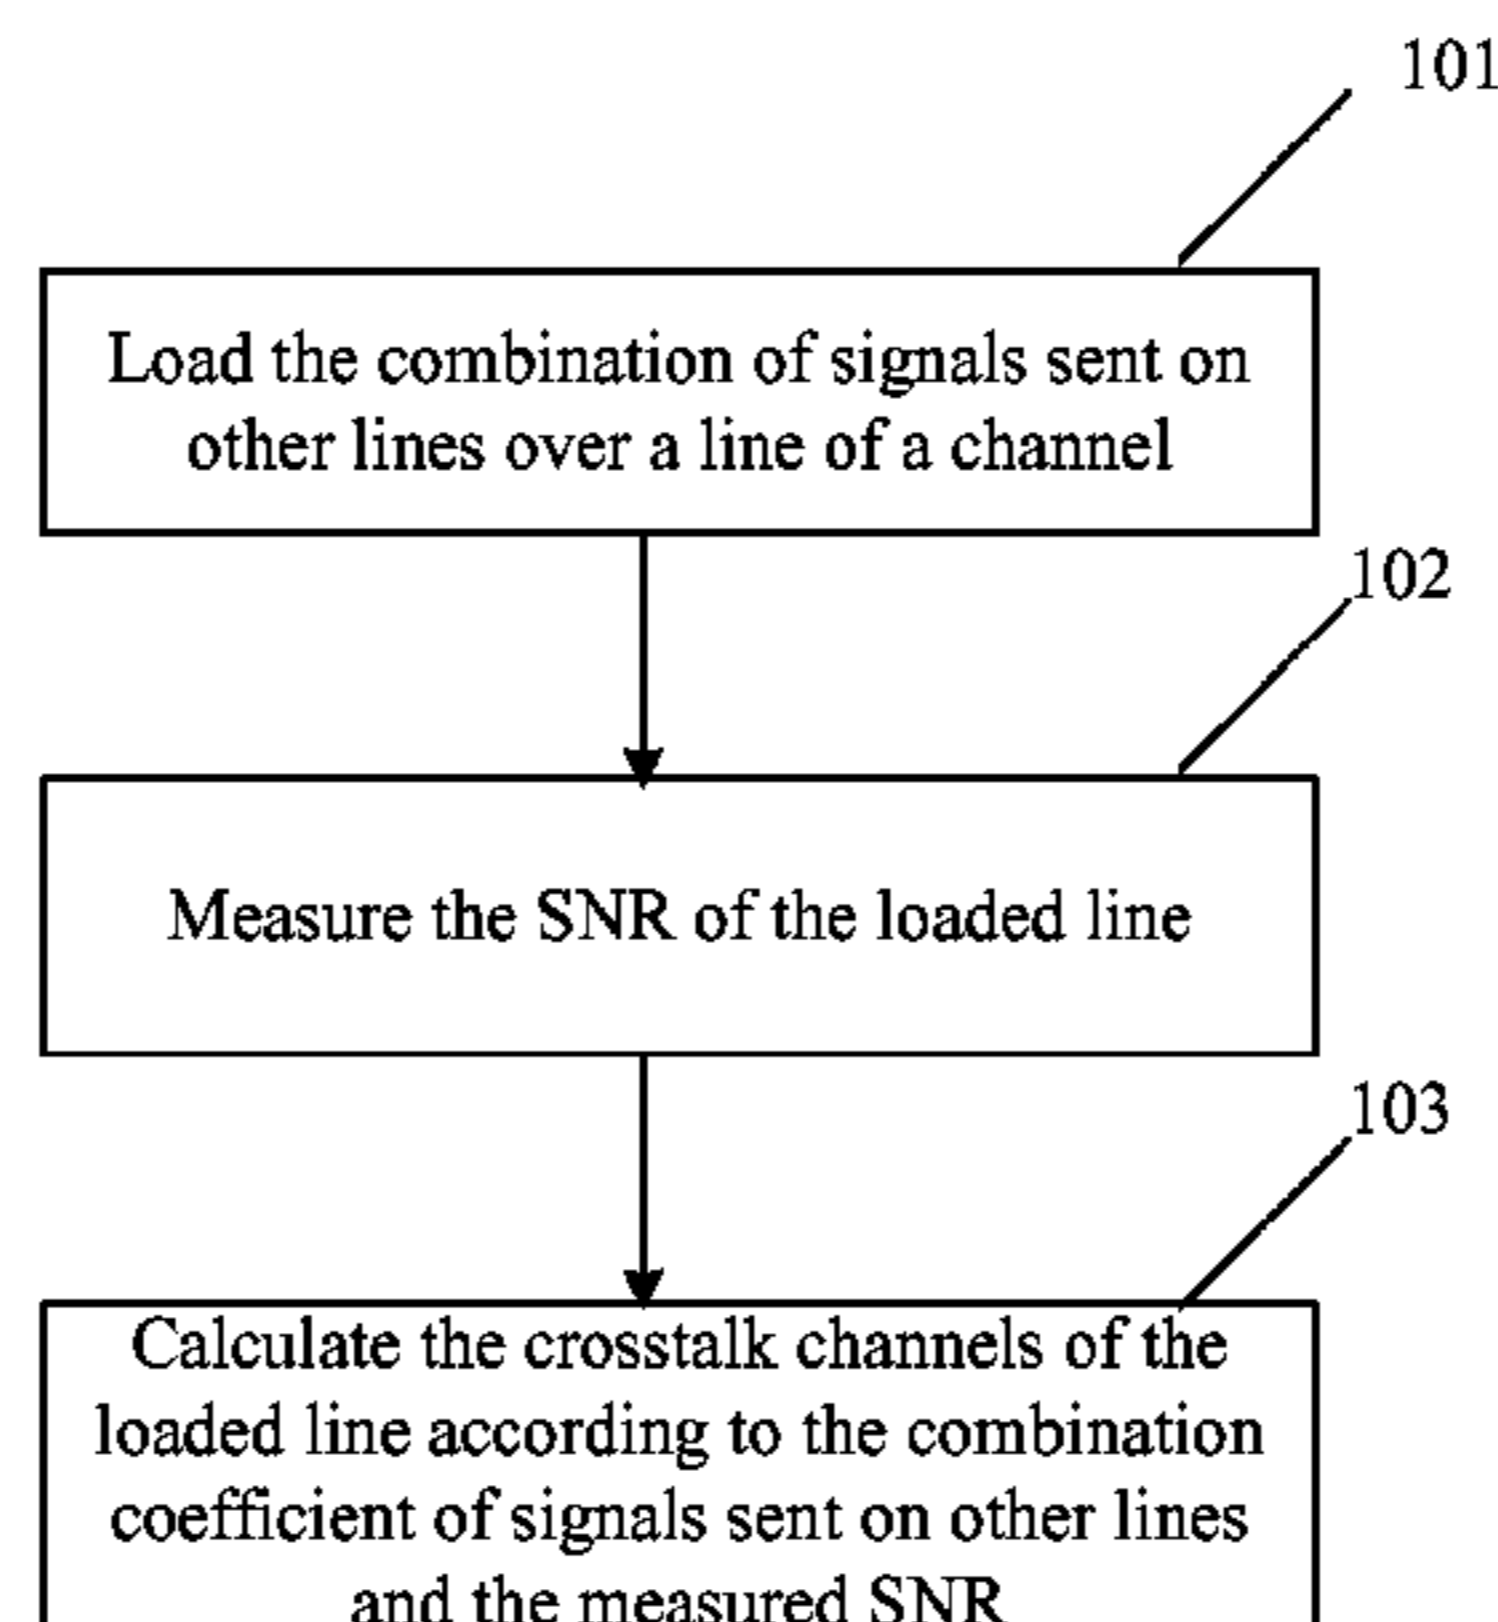 101
Load the combination of signals sent on
other lines over a line of a channel
102
Measure the SNR of the loaded line
103
Calculate the crosstalk channels of the
loaded line according to the combination
coefficient of signals sent on other lines
and the measured SNR